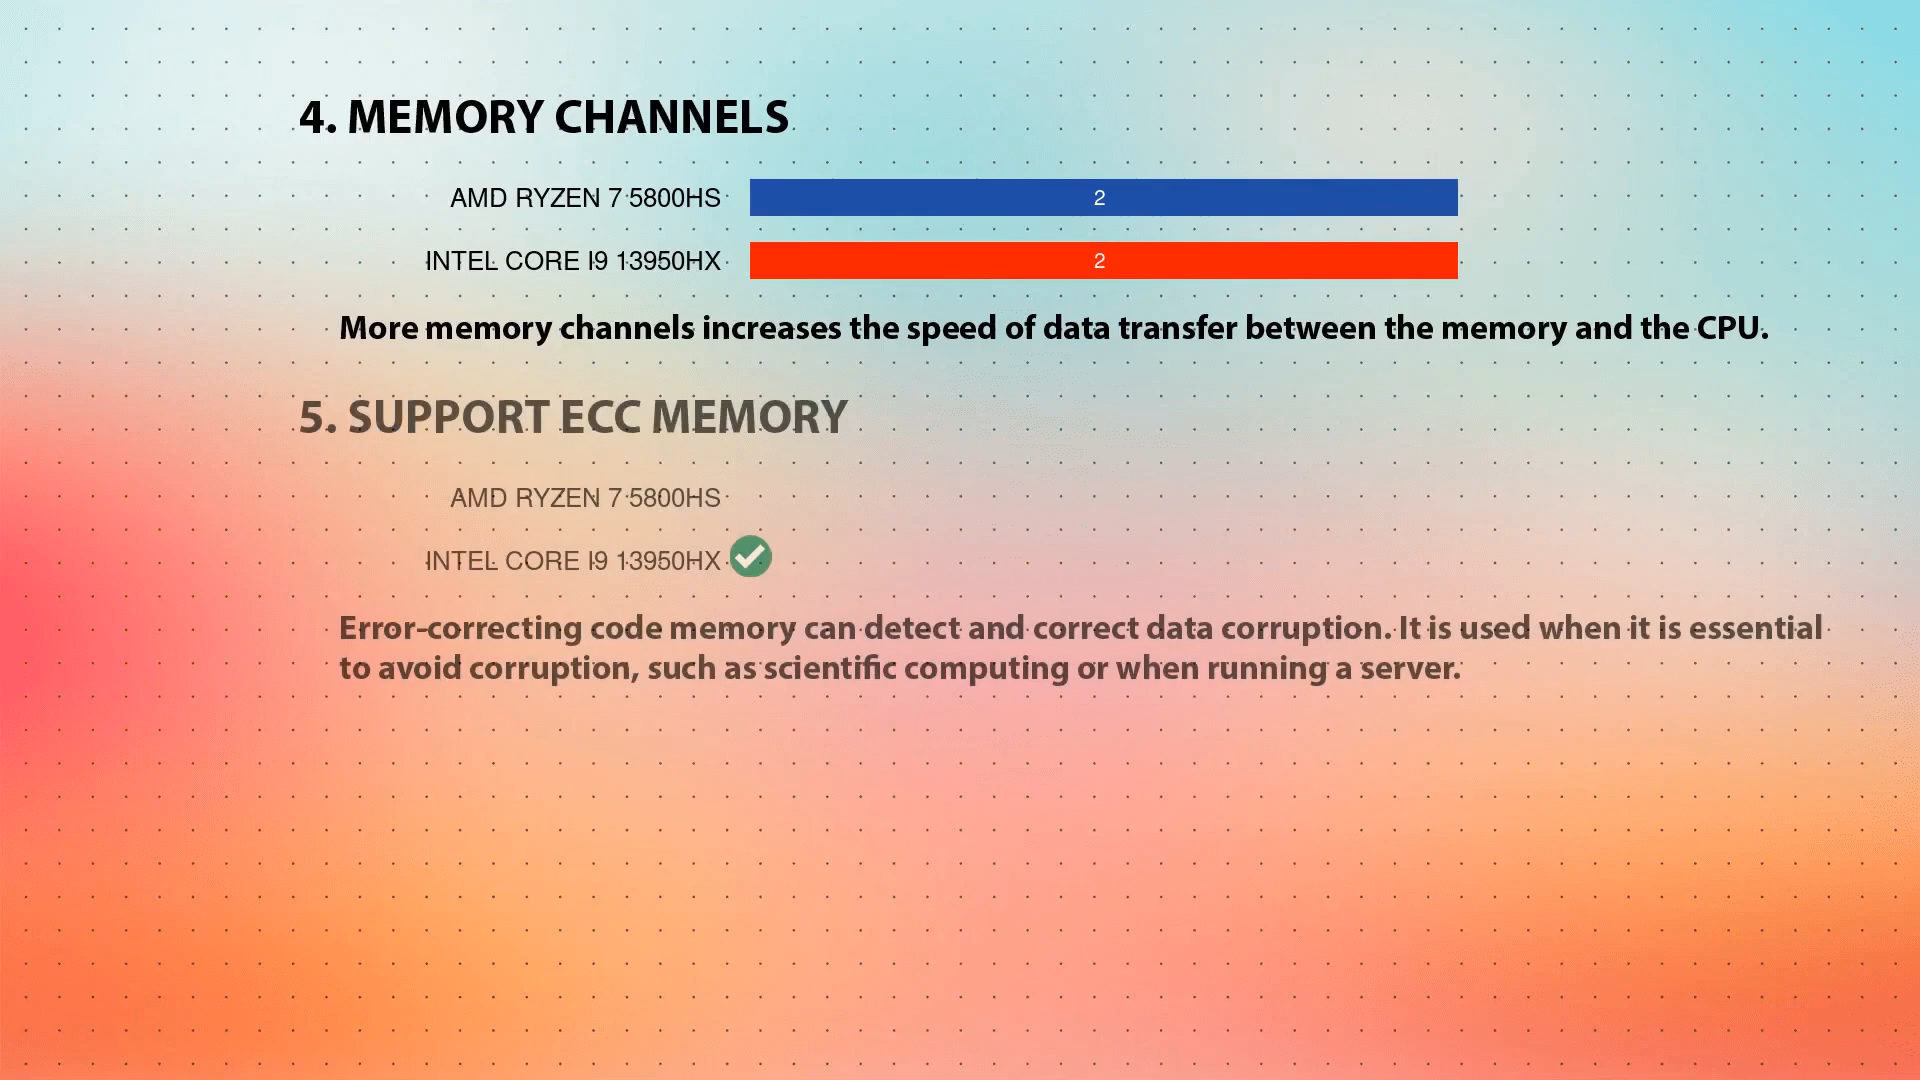 4. MEMORY CHANNELS
AMD RYZEN 7 5800HS
2
INTEL CORE I9 13950HX
2
More memory channels increases the speed of data transfer between the memory and the CPU.
5. SUPPORT ECC MEMORY
AMD RYZEN 7 5800HS
INTEL CORE I9 13950HX
Error-correcting code memory can detect and correct data corruption. It is used when it is essential
to avoid corruption, such as scientific computing or when running a server.